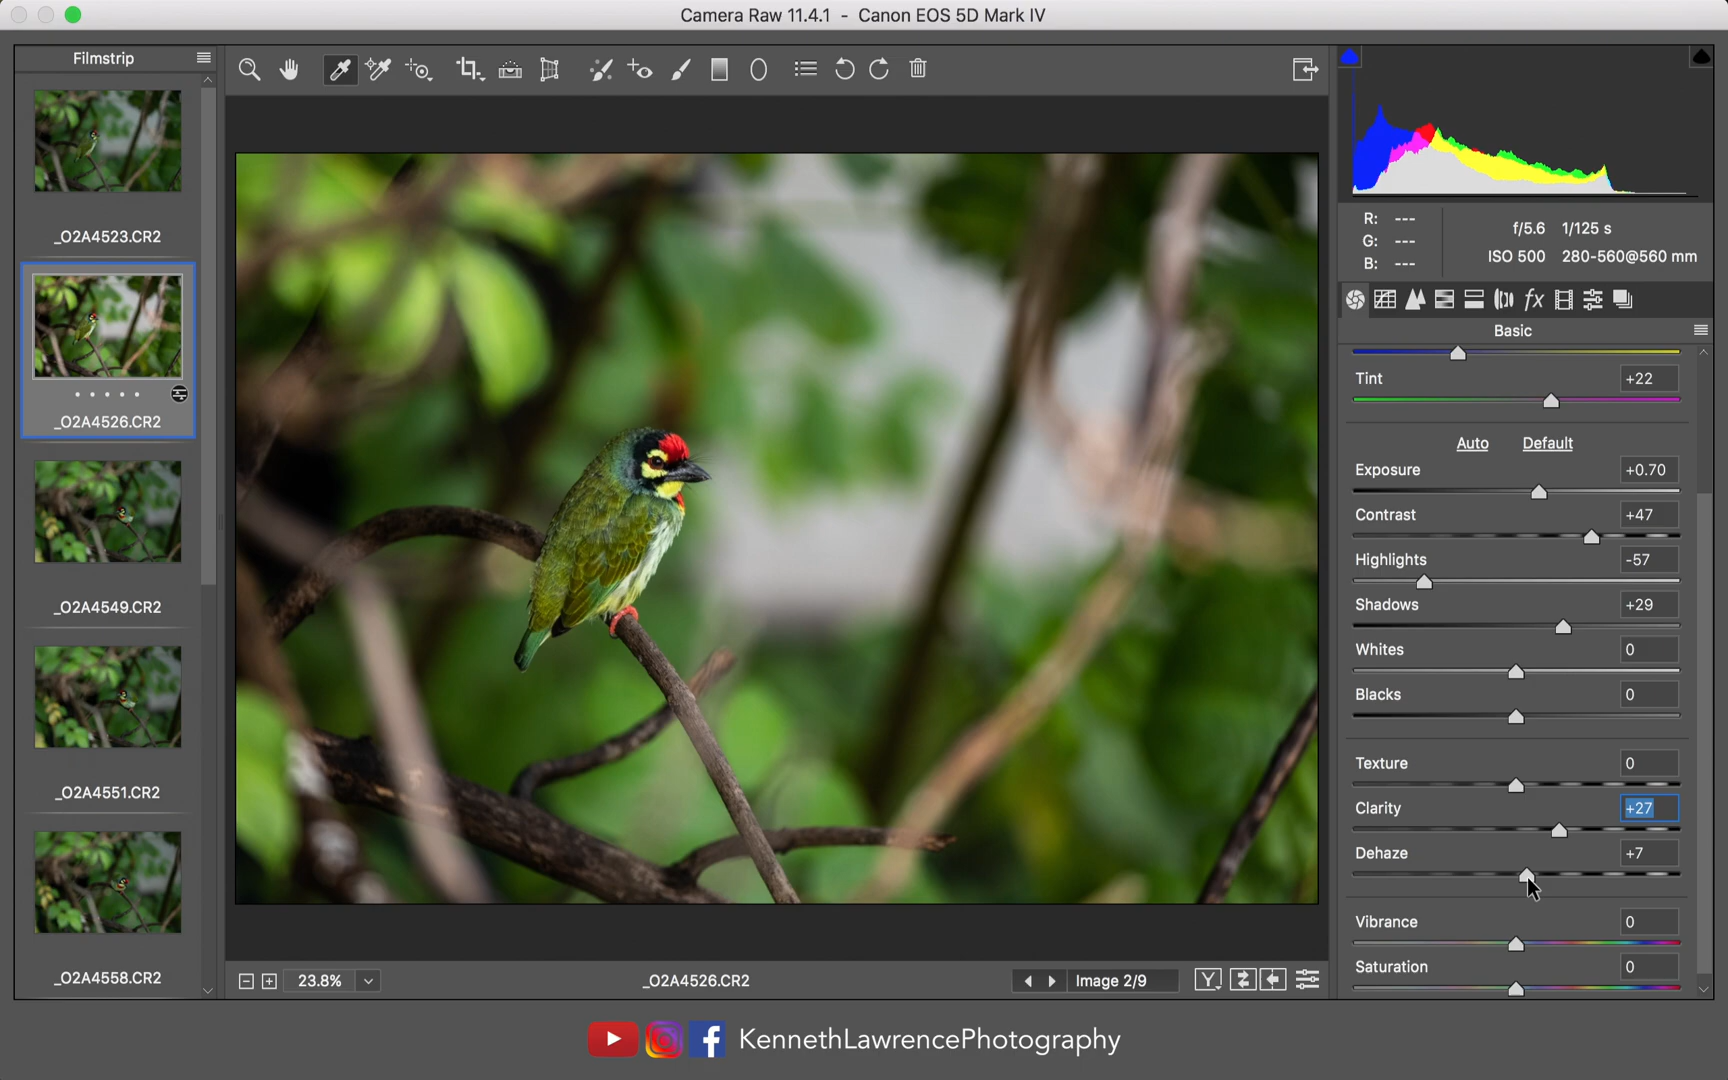 Camera Raw 11.4.1 - Canon EOS 5D Mark IV
Filmstrip
_O2A4523.CR2
_O2A4526.CR2
_O2A4549.CR2
_O2A4551.CR2
_O2A4558.CR2
23.8%
_O2A4526.CR2
Image 2/9
Y
R: ---
G: ---
B: ---
f/5.6 1/125 s
ISO 500 280-560@560 mm
fx
Basic
Tint +22
Auto Default
Exposure +0.70
Contrast +47
Highlights -57
Shadows +29
Whites 0
Blacks 0
Texture 0
Clarity +27
Dehaze +7
Vibrance 0
Saturation 0
KennethLawrencePhotography